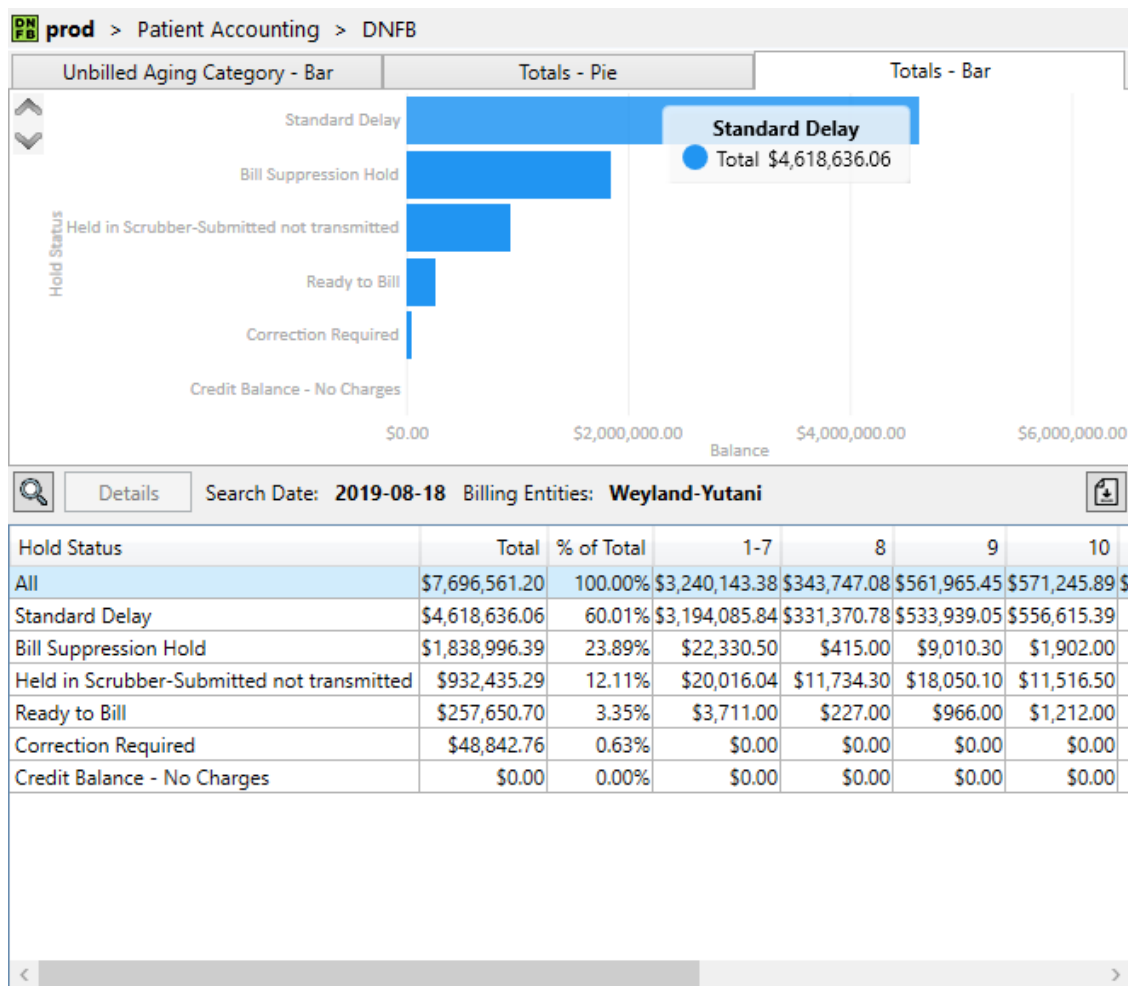 DNFB prod > Patient Accounting > DNFB
Unbilled Aging Category - Bar Totals - Pie Totals - Bar
Standard Delay
Standard Delay
Total $4,618,636.06
Bill Suppression Hold
Held in Scrubber-Submitted not transmitted
Hold Status
Ready to Bill
Correction Required
Credit Balance - No Charges
$0.00 $2,000,000.00 $4,000,000.00 $6,000,000.00
Balance
Details Search Date: 2019-08-18 Billing Entities: Weyland-Yutani
Hold Status Total % of Total 1-7 8 9 10
All $7,696,561.20 100.00% $3,240,143.38 $343,747.08 $561,965.45 $571,245.89 $
Standard Delay $4,618,636.06 60.01% $3,194,085.84 $331,370.78 $533,939.05 $556,615.39
Bill Suppression Hold $1,838,996.39 23.89% $22,330.50 $415.00 $9,010.30 $1,902.00
Held in Scrubber-Submitted not transmitted $932,435.29 12.11% $20,016.04 $11,734.30 $18,050.10 $11,516.50
Ready to Bill $257,650.70 3.35% $3,711.00 $227.00 $966.00 $1,212.00
Correction Required $48,842.76 0.63% $0.00 $0.00 $0.00 $0.00
Credit Balance - No Charges $0.00 0.00% $0.00 $0.00 $0.00 $0.00